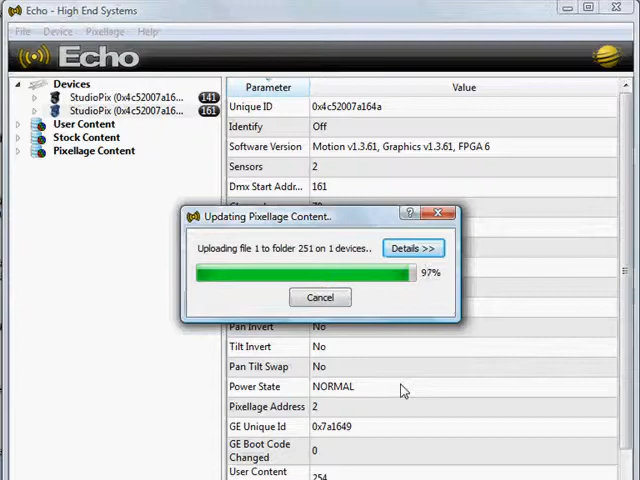 Echo - High End Systems
File Device Pixellage Help
Echo
Devices
StudioPix (0x4c52007a16... 141
StudioPix (0x4c52007a16... 161
User Content
Stock Content
Pixellage Content
Parameter Value
Unique ID 0x4c52007a164a
Identify Off
Software Version Motion v1.3.61, Graphics v1.3.61, FPGA 6
Sensors 2
Dmx Start Addr... 161
Updating Pixellage Content..
Uploading file 1 to folder 251 on 1 devices.. Details >>
97%
Cancel
Pan Invert No
Tilt Invert No
Pan Tilt Swap No
Power State NORMAL
Pixellage Address 2
GE Unique Id 0x7a1649
GE Boot Code
Changed 0
User Content 254